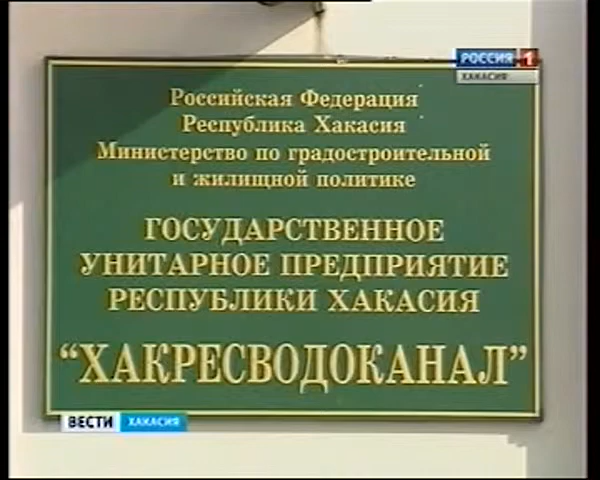 РОССИЯ 1
ХАКАСИЯ
Российская Федерация
Республика Хакасия
Министерство по градостроительной
и жилищной политике
ГОСУДАРСТВЕННОЕ
УНИТАРНОЕ ПРЕДПРИЯТИЕ
РЕСПУБЛИКИ ХАКАСИЯ
“ХАКРЕСВОДОКАНАЛ”
ВЕСТИ ХАКАСИЯ